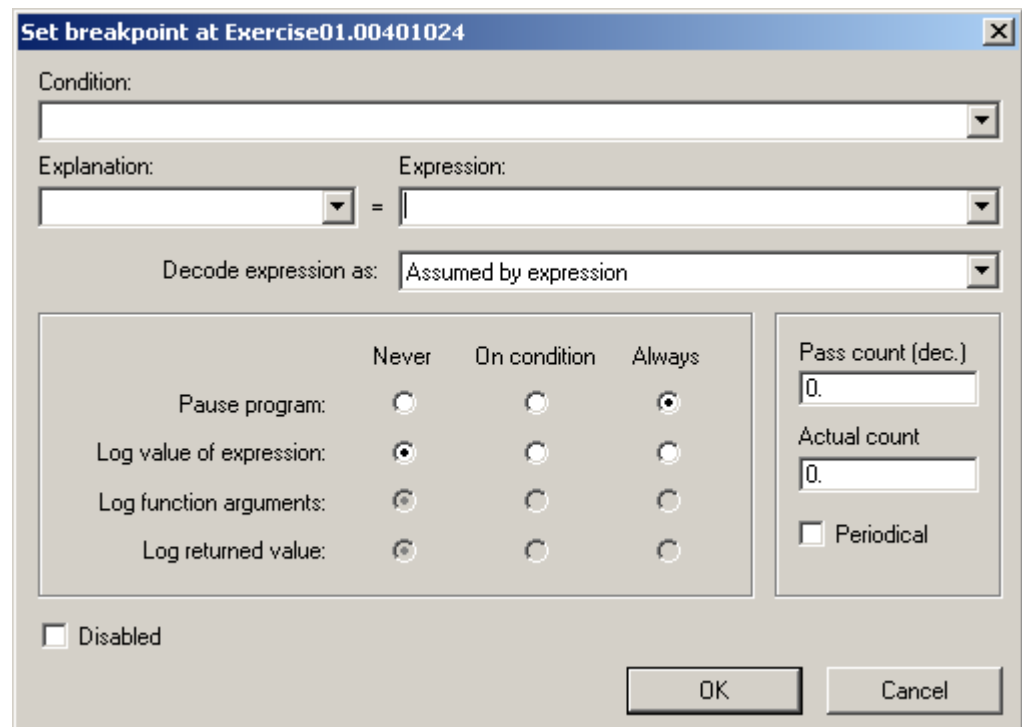 Set breakpoint at Exercise01.00401024
Condition:
Explanation: Expression:
=
Decode expression as: Assumed by expression
Never On condition Always
Pause program:
Log value of expression:
Log function arguments:
Log returned value:
Pass count (dec.)
0.
Actual count
0.
Periodical
Disabled
OK Cancel